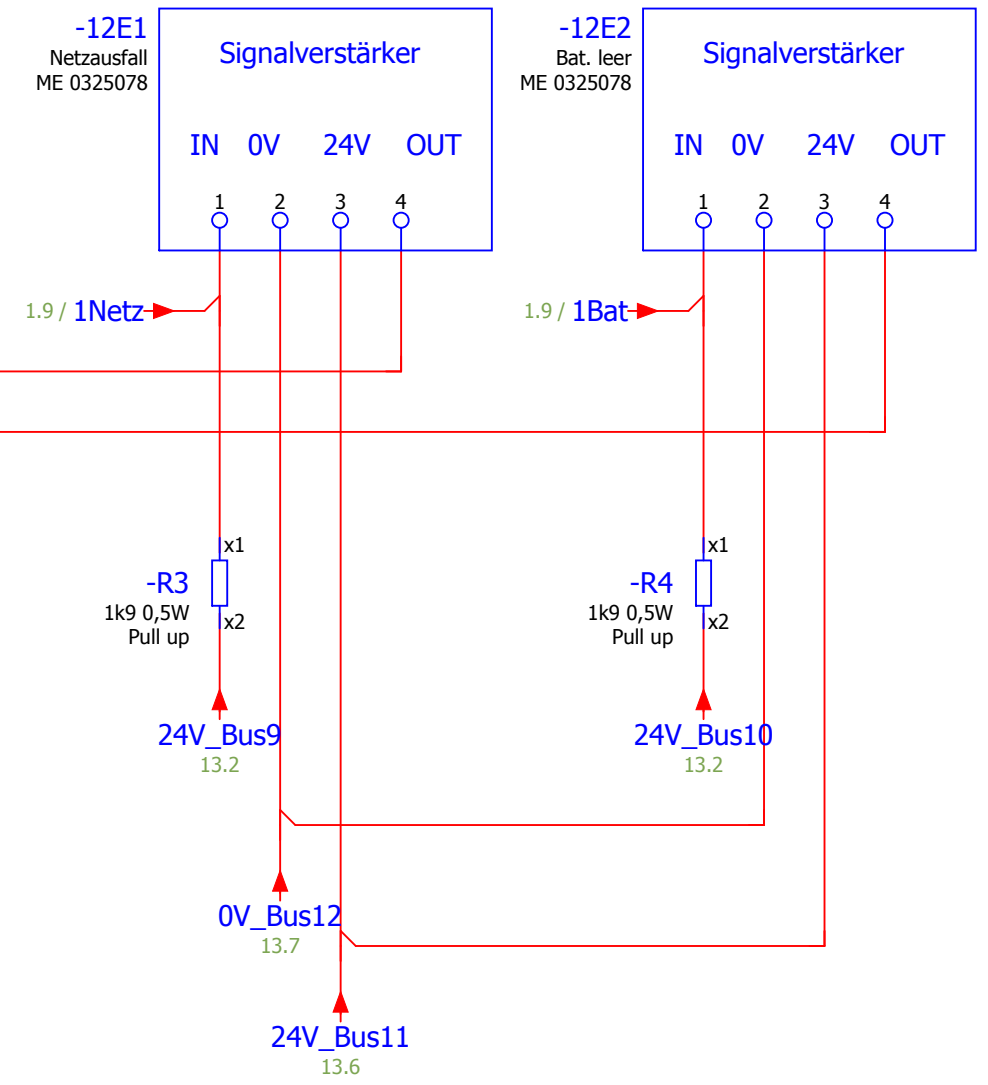 -12E1
Netzausfall
ME 0325078
Signalverstärker
IN 0V 24V OUT
1 2 3 4
-12E2
Bat. leer
ME 0325078
Signalverstärker
IN 0V 24V OUT
1 2 3 4
1.9 / 1Netz
1.9 / 1Bat
x1
-R3
1k9 0,5W
Pull up
x2
x1
-R4
1k9 0,5W
Pull up
x2
24V_Bus9
13.2
24V_Bus10
13.2
0V_Bus12
13.7
24V_Bus11
13.6